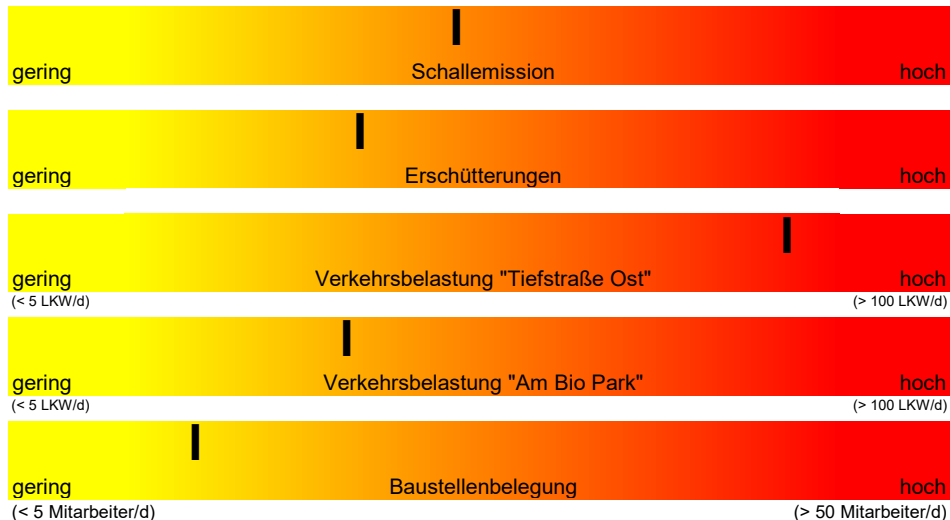 gering Schallemission hoch
gering Erschütterungen hoch
gering Verkehrsbelastung "Tiefstraße Ost" hoch
(< 5 LKW/d) (> 100 LKW/d)
gering Verkehrsbelastung "Am Bio Park" hoch
(< 5 LKW/d) (> 100 LKW/d)
gering Baustellenbelegung hoch
(< 5 Mitarbeiter/d) (> 50 Mitarbeiter/d)